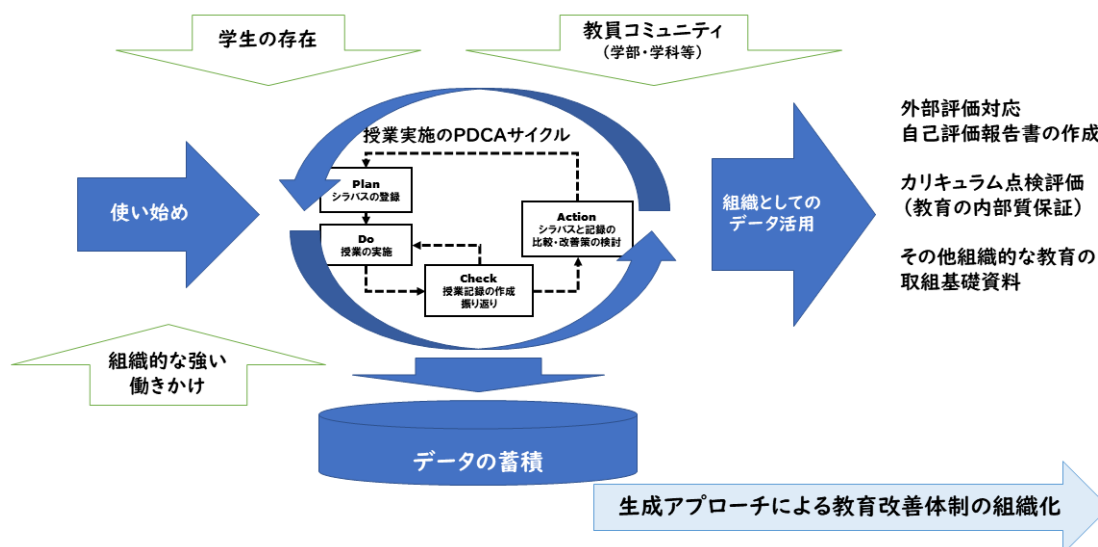 学生の存在
教員コミュニティ
（学部・学科等）
外部評価対応
自己評価報告書の作成
授業実施のPDCAサイクル
Plan
シラバスの登録
使い始め
Do
授業の実施
Action
シラバスと記録の
比較・改善策の検討
組織としての
データ活用
カリキュラム点検評価
（教育の内部質保証）
Check
授業記録の作成
振り返り
その他組織的な教育の
取組基礎資料
組織的な強い
働きかけ
データの蓄積
生成アプローチによる教育改善体制の組織化